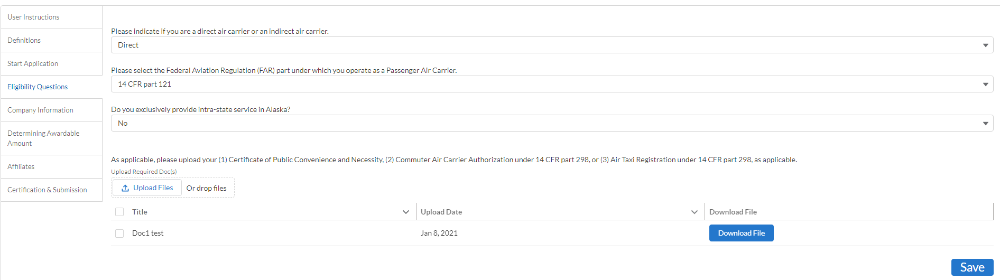 User Instructions
Definitions
Start Application
Eligibility Questions
Company Information
Determining Awardable
Amount
Affiliates
Certification & Submission
Please indicate if you are a direct air carrier or an indirect air carrier.
Direct
Please select the Federal Aviation Regulation (FAR) part under which you operate as a Passenger Air Carrier.
14 CFR part 121
Do you exclusively provide intra-state service in Alaska?
No
As applicable, please upload your (1) Certificate of Public Convenience and Necessity, (2) Commuter Air Carrier Authorization under 14 CFR part 298, or (3) Air Taxi Registration under 14 CFR part 298, as applicable.
Upload Required Doc(s)
Upload Files Or drop files
Title Upload Date Download File
Doc1 test Jan 8, 2021 Download File
Save